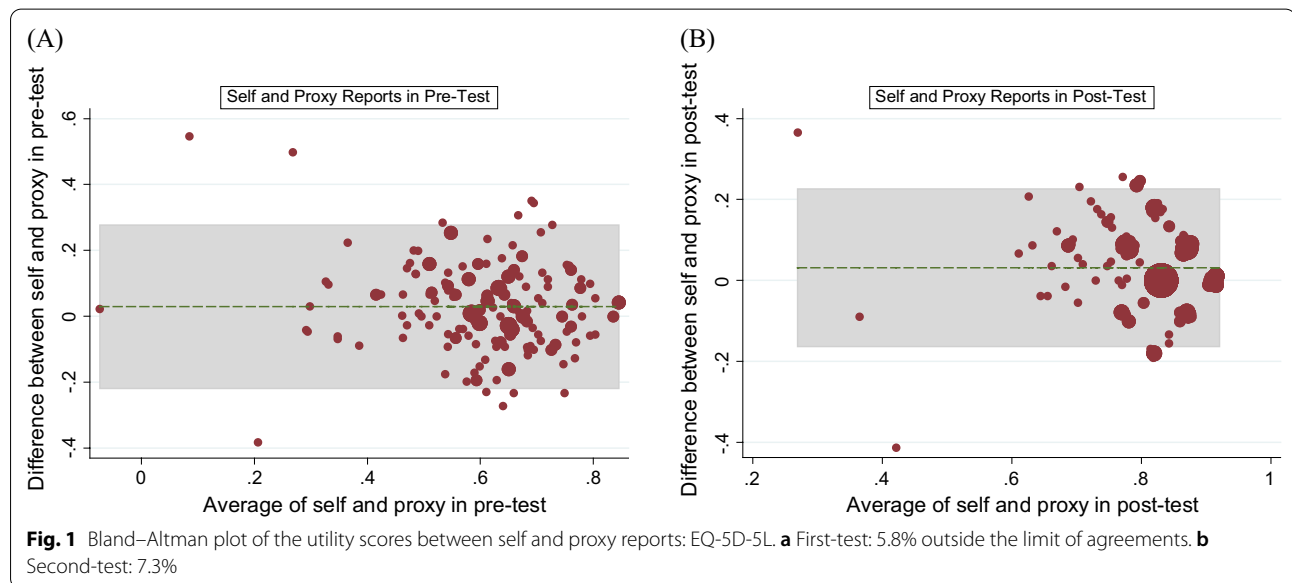 (A)
Self and Proxy Reports in Pre-Test
Difference between self and proxy in pre-test
.6
.4
.2
0
-.2
-.4
0
.2
.4
.6
.8
Average of self and proxy in pre-test
(B)
Self and Proxy Reports in Post-Test
Difference between self and proxy in post-test
.4
.2
0
-.2
-.4
.2
.4
.6
.8
1
Average of self and proxy in post-test
Fig. 1 Bland–Altman plot of the utility scores between self and proxy reports: EQ-5D-5L. a First-test: 5.8% outside the limit of agreements. b
Second-test: 7.3%